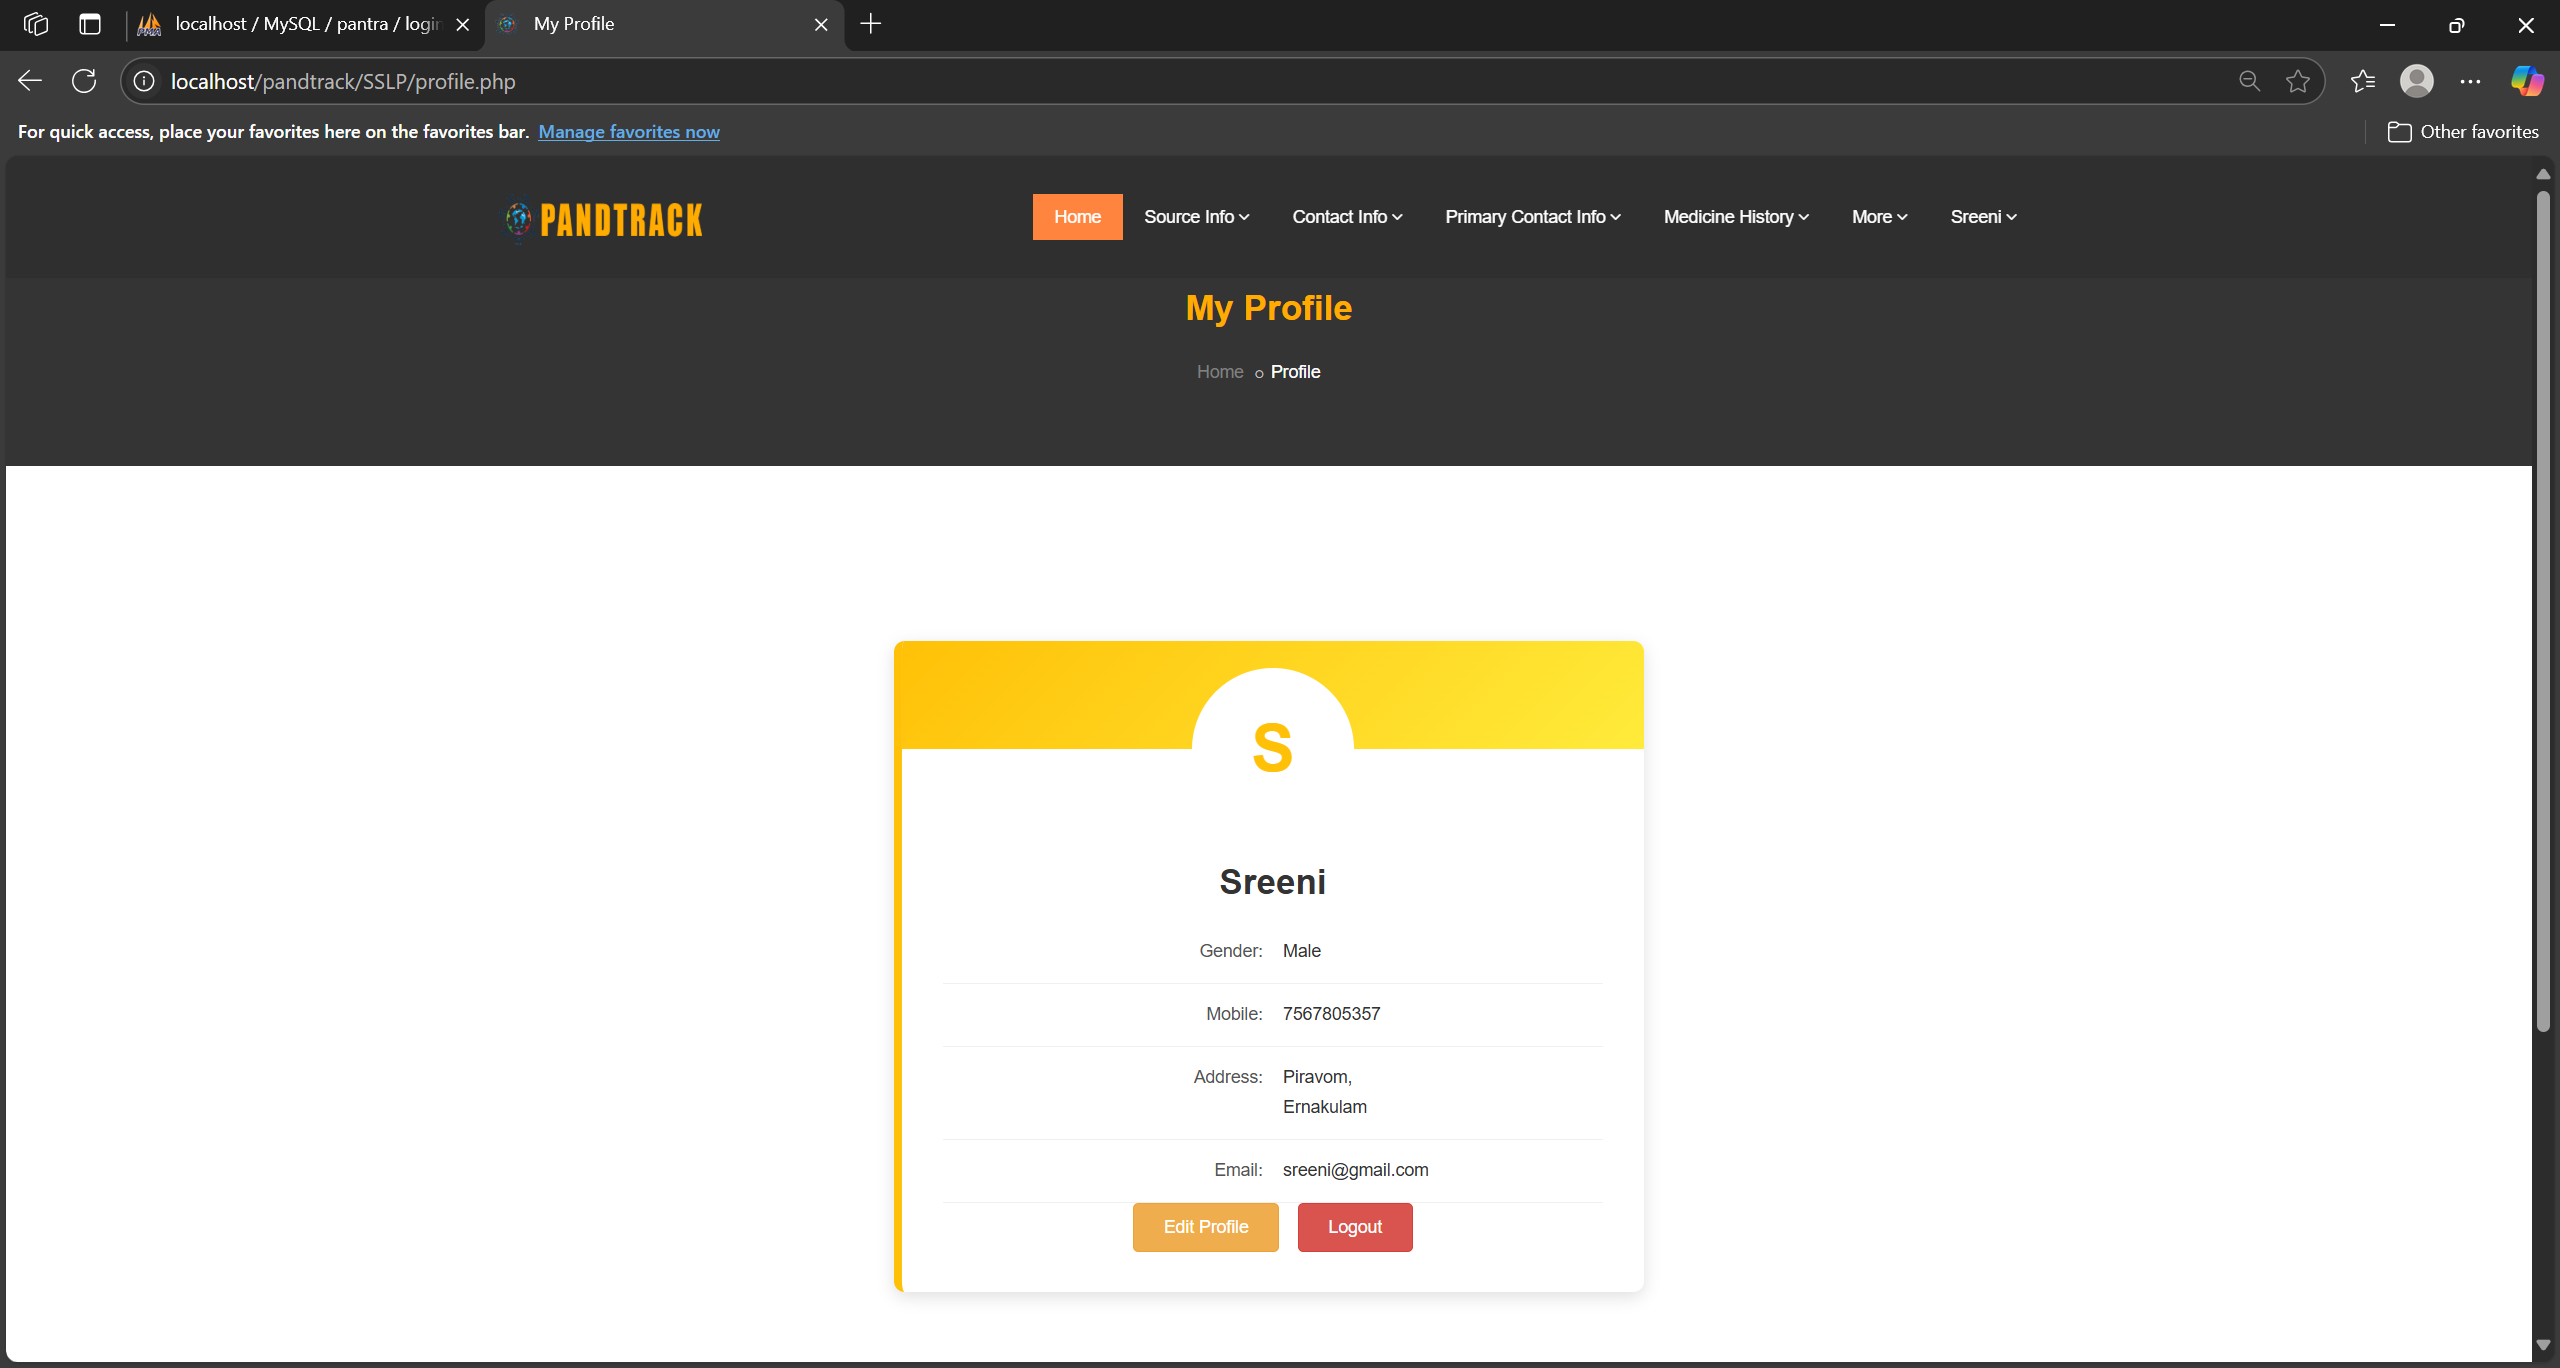 localhost / MySQL / pantra / login
My Profile
localhost/pandtrack/SSLP/profile.php
For quick access, place your favorites here on the favorites bar. Manage favorites now
Other favorites
PANDTRACK
Home Source Info Contact Info Primary Contact Info Medicine History More Sreeni
My Profile
Home Profile
S
Sreeni
Gender: Male
Mobile: 7567805357
Address: Piravom,
Ernakulam
Email: sreeni@gmail.com
Edit Profile Logout